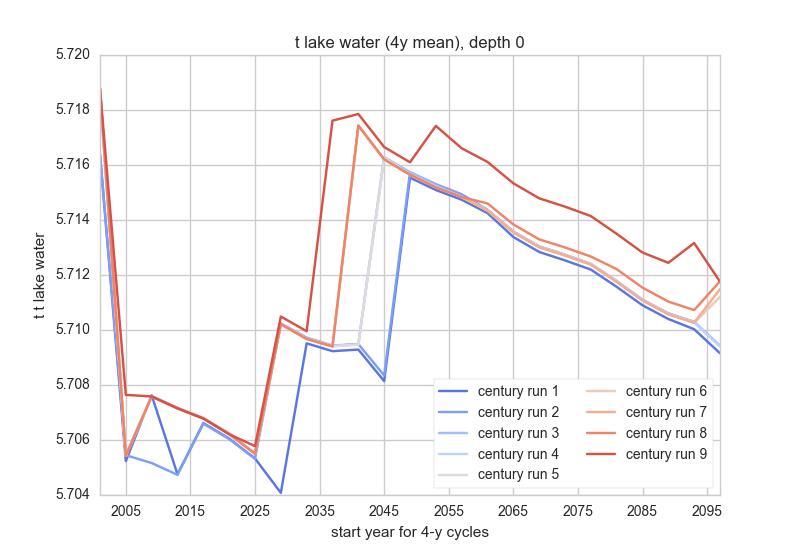 t lake water (4y mean), depth 0
5.720
5.718
5.716
5.714
5.712
5.710
5.708
5.706
5.704
t t lake water
2005 2015 2025 2035 2045 2055 2065 2075 2085 2095
start year for 4-y cycles
century run 1
century run 2
century run 3
century run 4
century run 5
century run 6
century run 7
century run 8
century run 9